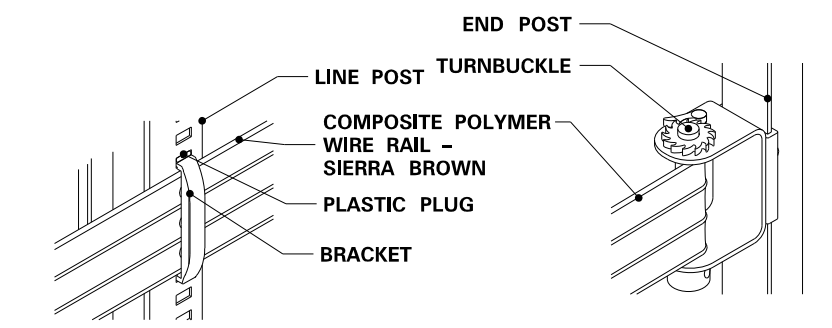 END POST
TURNBUCKLE
LINE POST
COMPOSITE POLYMER
WIRE RAIL –
SIERRA BROWN
PLASTIC PLUG
BRACKET